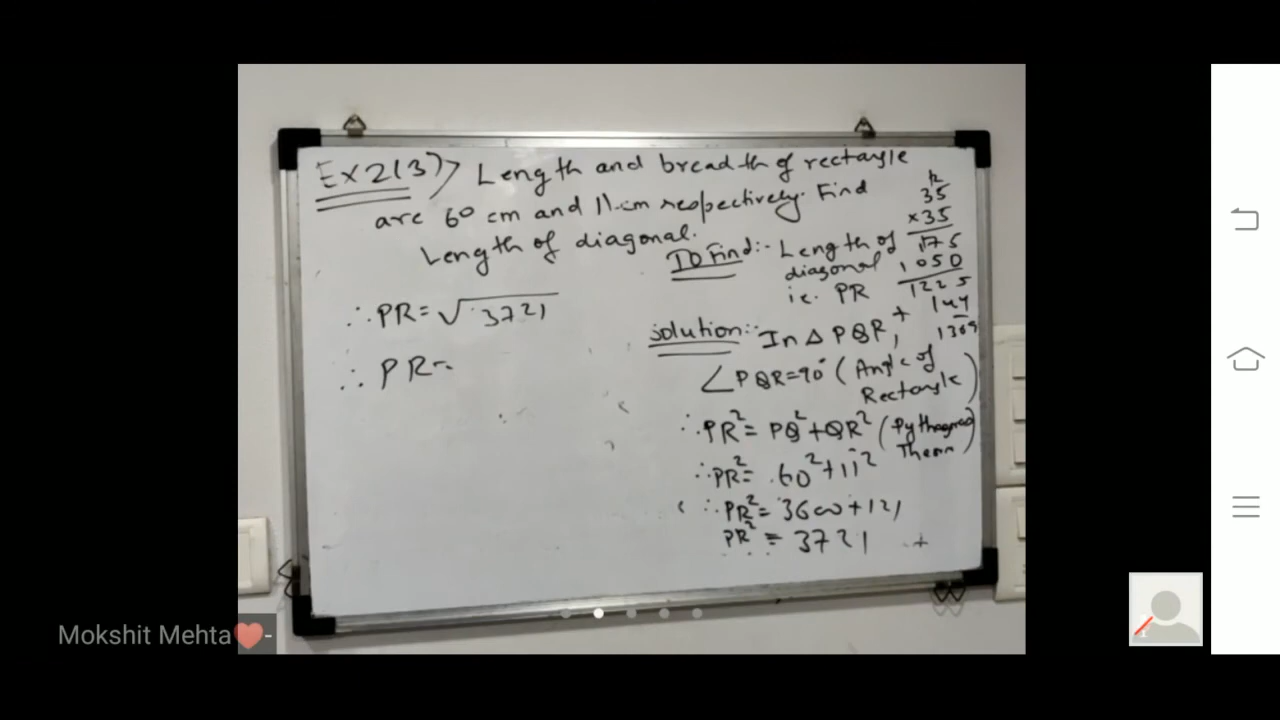 Ex 2(3)> Length and breadth of rectangle
are 60 cm and 11 cm respectively. Find
Length of diagonal.
∴ PR = √3721
∴ PR =
To Find:- Length of
diagonal
i.e. PR
Solution:- In Δ PQR,
∠PQR = 90° (Angle of
Rectangle)
∴ PR² = PQ² + QR² (Pythagoras
Theorem)
∴ PR² = 60² + 11²
∴ PR² = 3600 + 121
∴ PR² = 3721
35
×35
175
1050
1225
+ 144
1369
Mokshit Mehta❤️-